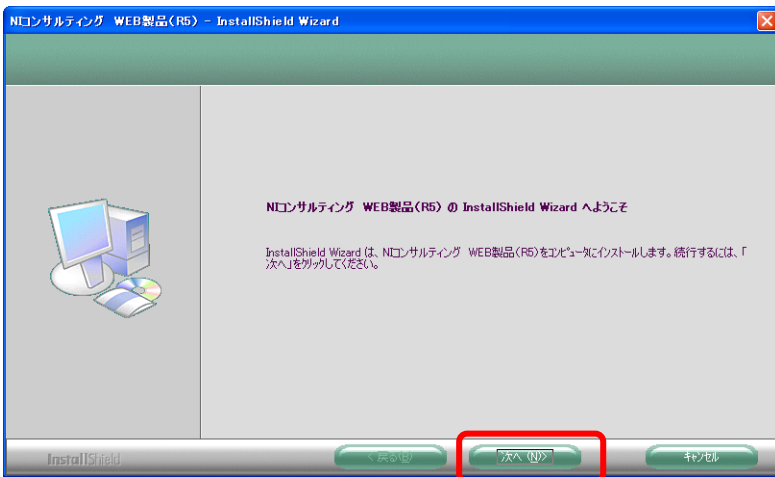 NIコンサルティング WEB製品(R5) - InstallShield Wizard
NIコンサルティング WEB製品(R5) の InstallShield Wizard へようこそ
InstallShield Wizard は、NIコンサルティング WEB製品(R5)をコンピュータにインストールします。続行するには、「
次へ」をクリックしてください。
InstallShield
< 戻る(B)
次へ (N)>
キャンセル